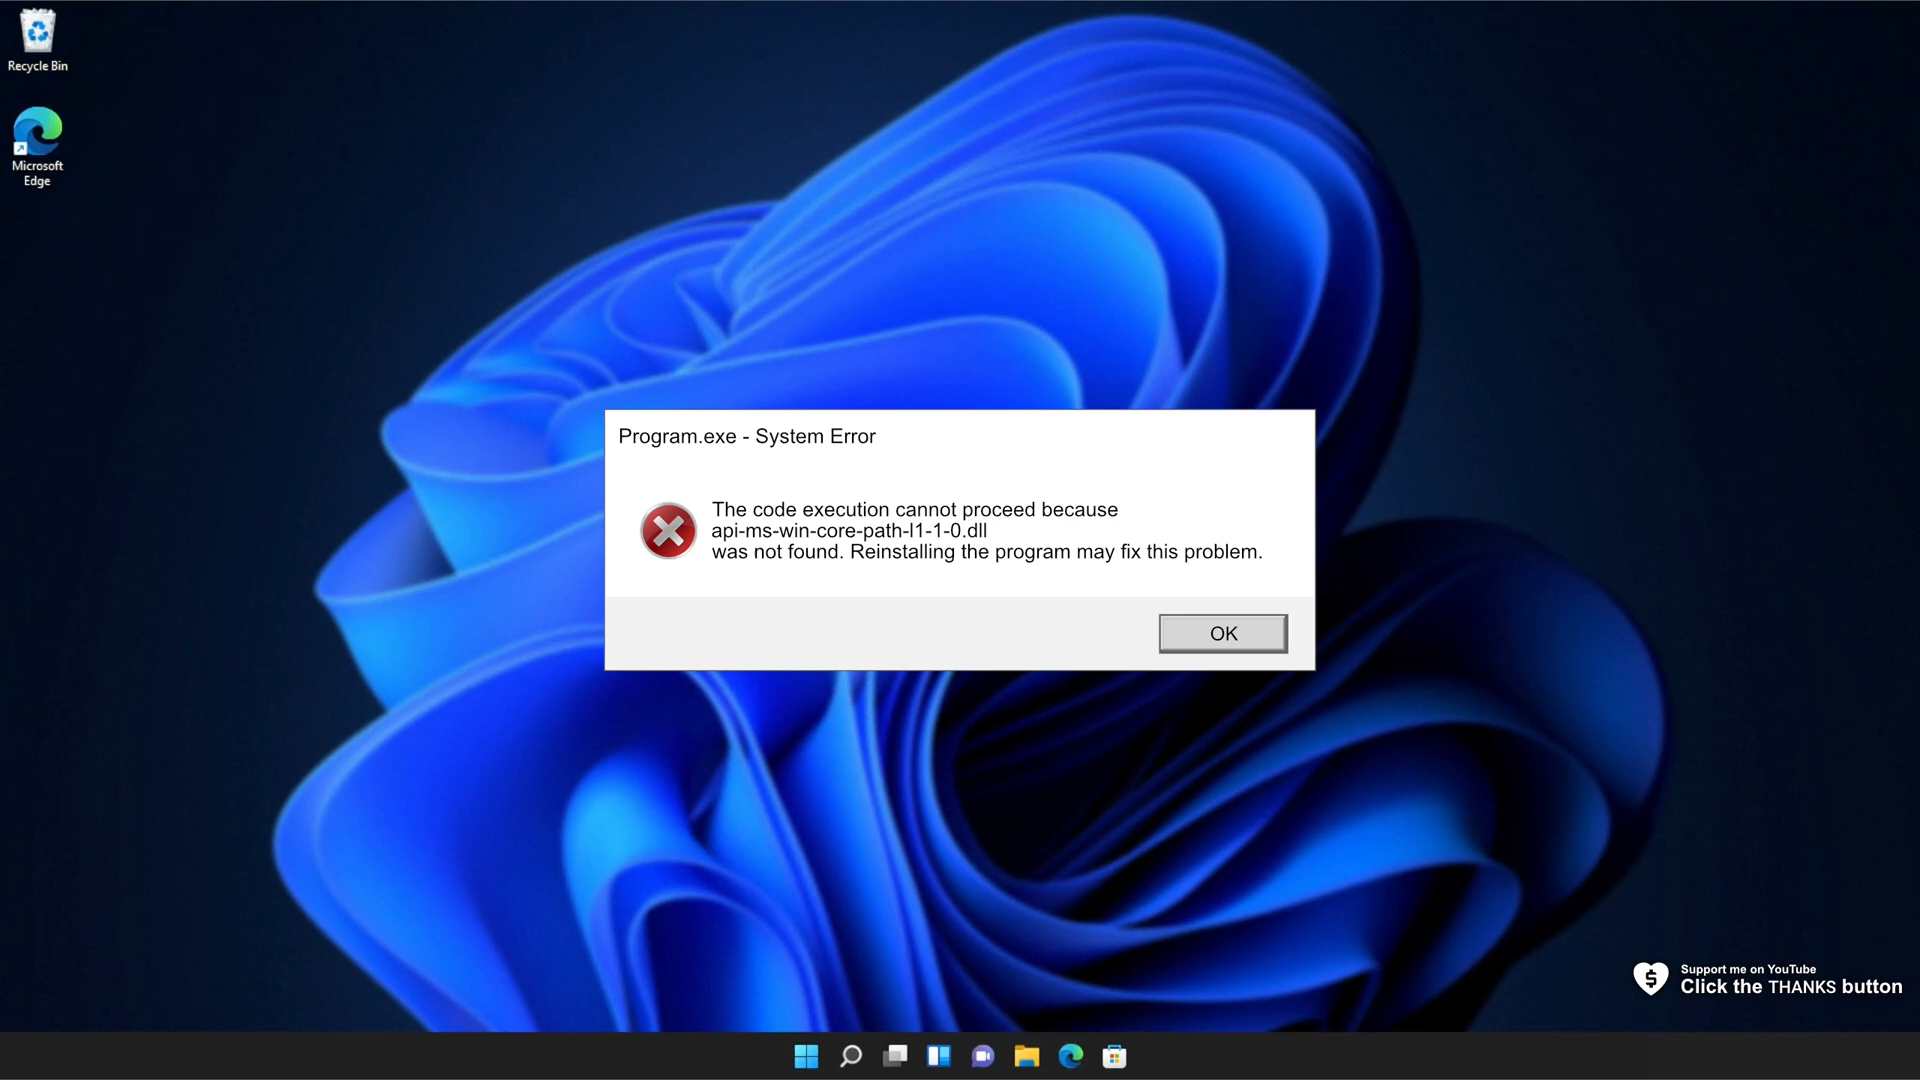 Recycle Bin
Microsoft
Edge
Program.exe - System Error
The code execution cannot proceed because
api-ms-win-core-path-l1-1-0.dll
was not found. Reinstalling the program may fix this problem.
OK
Support me on YouTube
Click the THANKS button